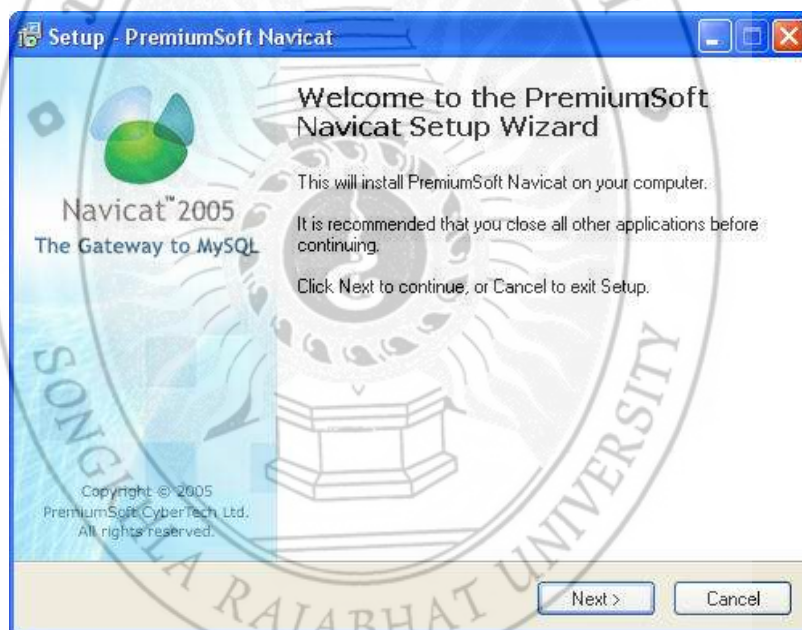 Setup - PremiumSoft Navicat
Welcome to the PremiumSoft
Navicat Setup Wizard
This will install PremiumSoft Navicat on your computer.
It is recommended that you close all other applications before
continuing.
Click Next to continue, or Cancel to exit Setup.
Navicat™2005
The Gateway to MySQL
Copyright © 2005
PremiumSoft CyberTech Ltd.
All rights reserved.
Next >
Cancel
SONGKLA RAJABHAT UNIVERSITY